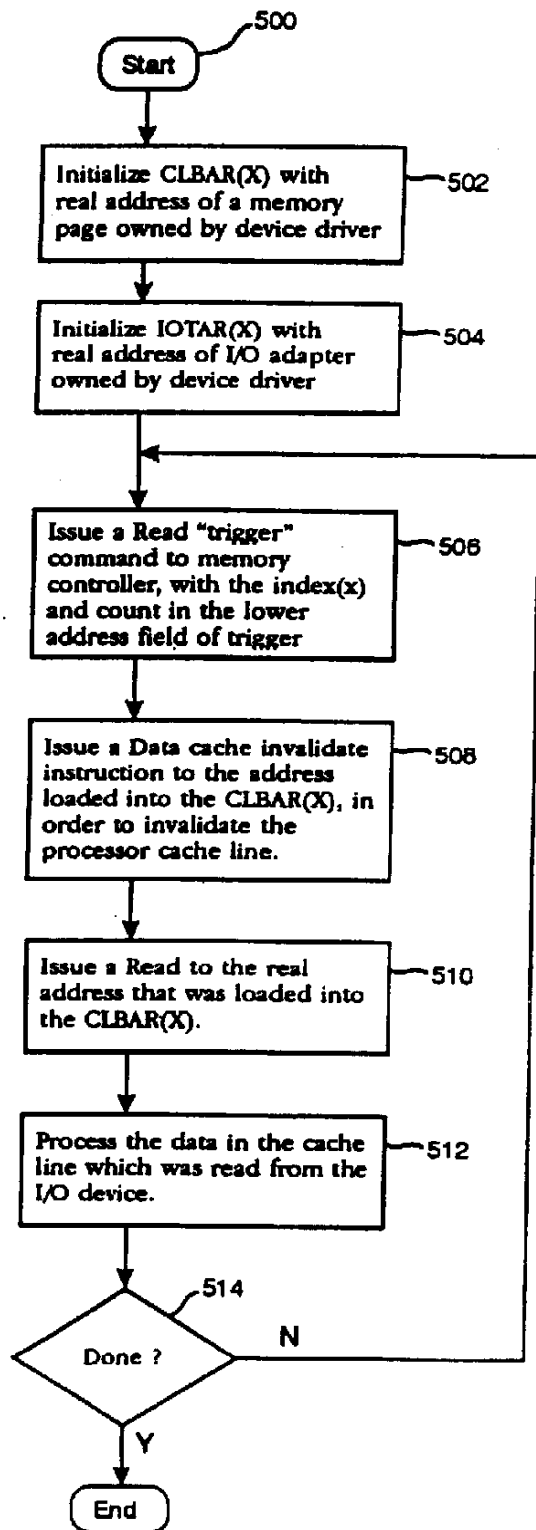 500
Start
Initialize CLBAR(X) with
real address of a memory
page owned by device driver
502
Initialize IOTAR(X) with
real address of I/O adapter
owned by device driver
504
Issue a Read “trigger”
command to memory
controller, with the index(x)
and count in the lower
address field of trigger
506
Issue a Data cache invalidate
instruction to the address
loaded into the CLBAR(X), in
order to invalidate the
processor cache line.
508
Issue a Read to the real
address that was loaded into
the CLBAR(X).
510
Process the data in the cache
line which was read from the
I/O device.
512
514
Done ?
N
Y
End